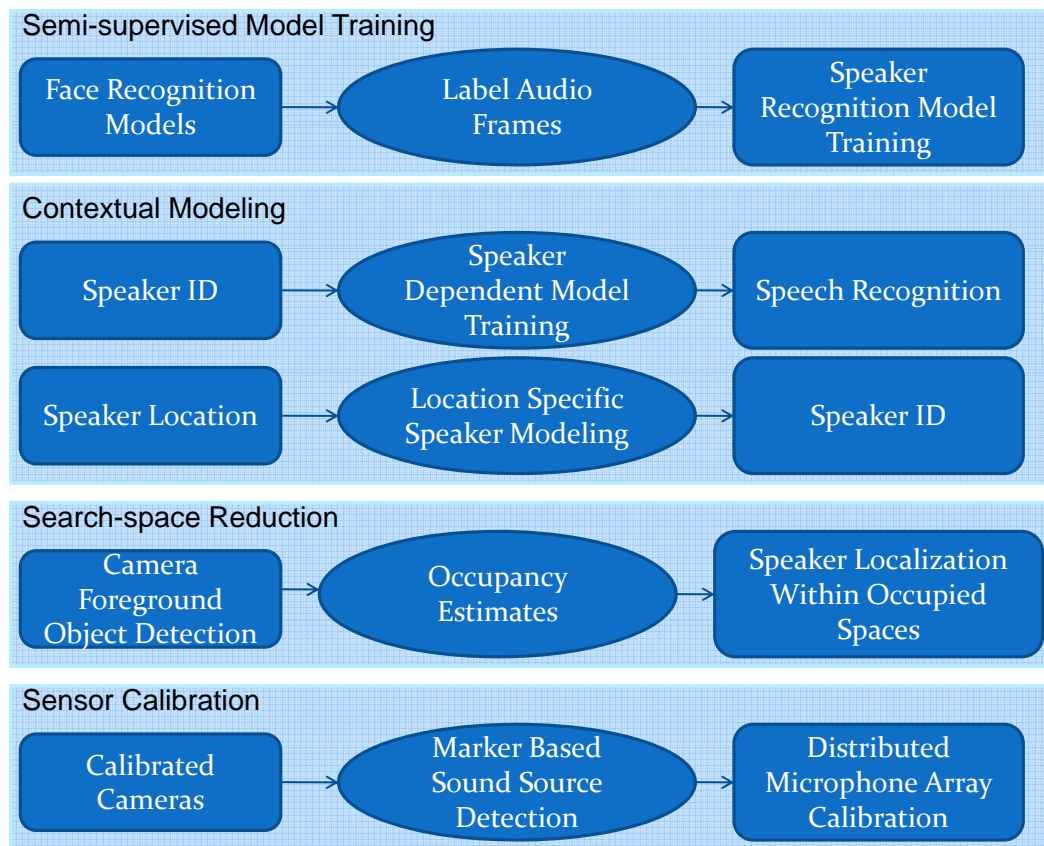 Semi-supervised Model Training
Face Recognition
Models
Label Audio
Frames
Speaker
Recognition Model
Training
Contextual Modeling
Speaker ID
Speaker
Dependent Model
Training
Speech Recognition
Speaker Location
Location Specific
Speaker Modeling
Speaker ID
Search-space Reduction
Camera
Foreground
Object Detection
Occupancy
Estimates
Speaker Localization
Within Occupied
Spaces
Sensor Calibration
Calibrated
Cameras
Marker Based
Sound Source
Detection
Distributed
Microphone Array
Calibration